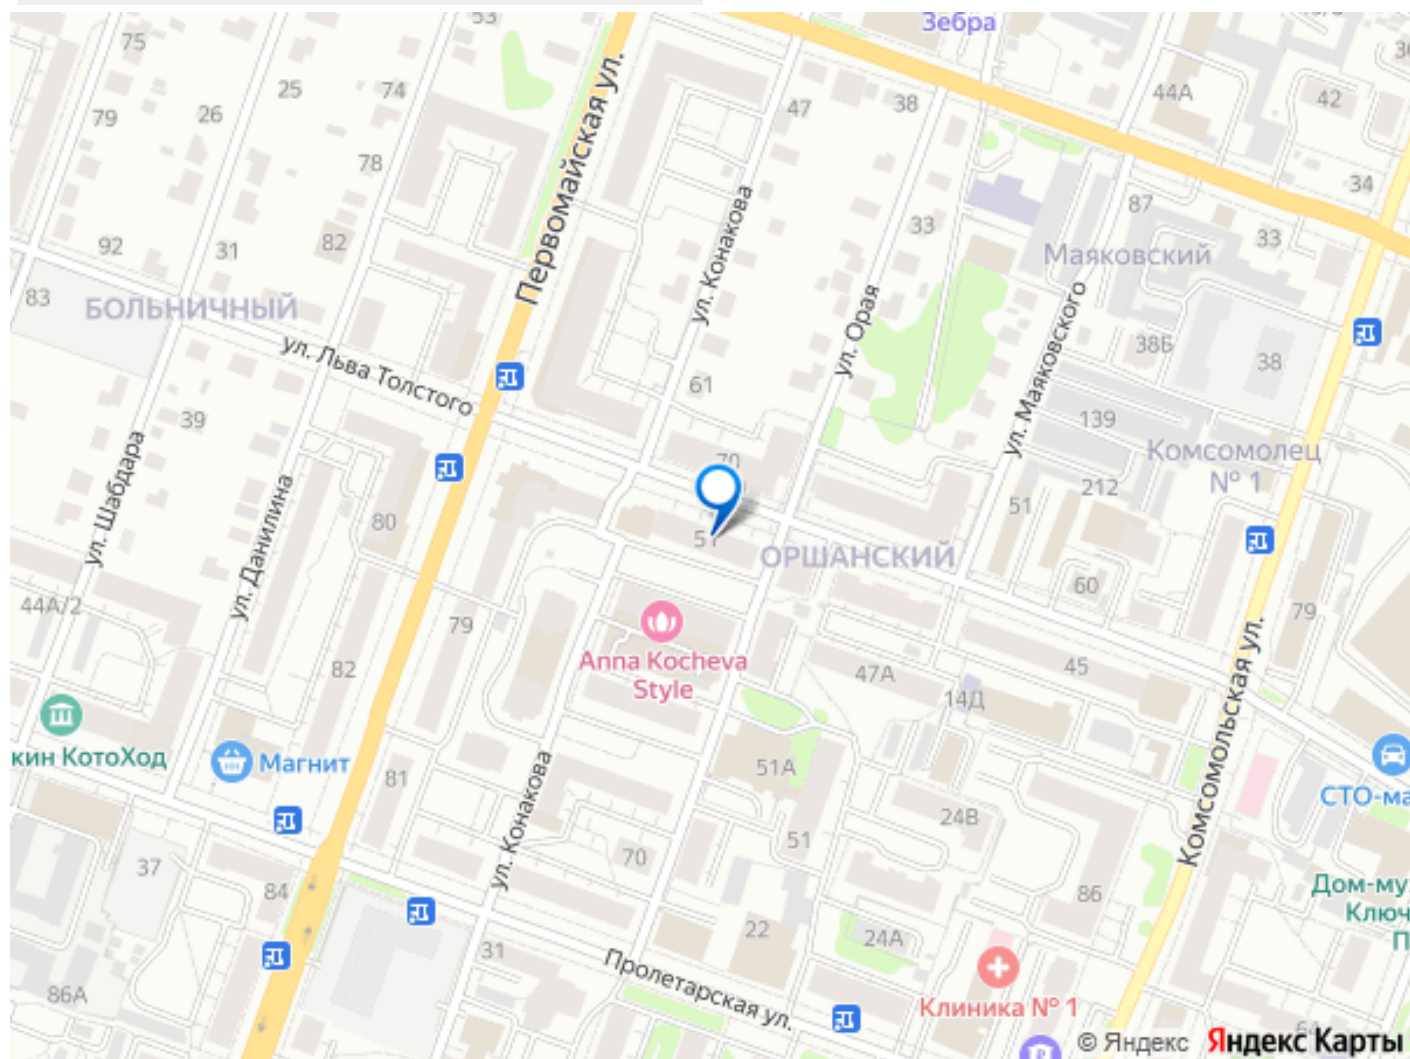 53
Зебра
75
79
26
25
74
78
Первомайская ул.
47
38
44А
42
34
87
33
33
92
31
82
83
БОЛЬНИЧНЫЙ
ул. Конакова
ул. Орая
Маяковский
ул. Маяковского
38Б
38
ул. Льва Толстого
39
61
139
Комсомолец
№ 1
70
212
51
ул. Шабдара
ул. Данилина
80
51
ОРШАНСКИЙ
60
44А/2
79
82
Anna Kocheva
Style
47А
45
14Д
79
Комсомольская ул.
кин КотоХод
Магнит
81
ул. Конакова
51А
СТО-ма
24В
51
37
84
70
86
Дом-му
Ключ
П
22
24А
31
86А
Пролетарская ул.
Клиника № 1
64
© Яндекс Яндекс Карты